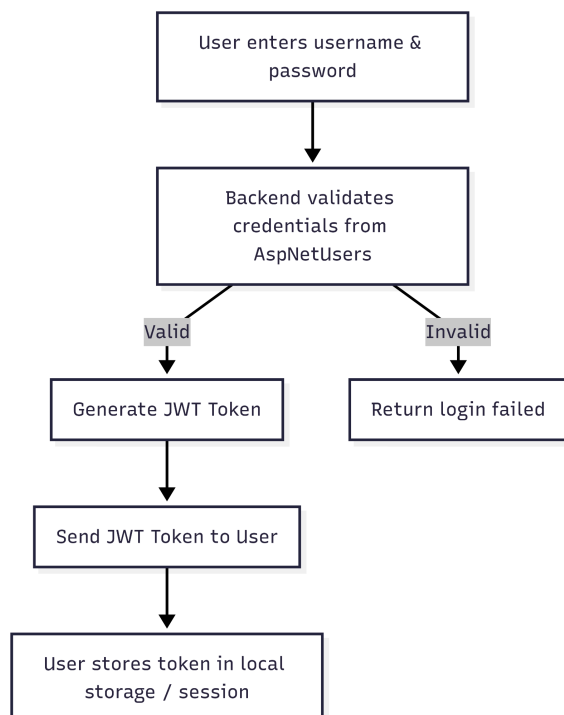 User enters username &
password
Backend validates
credentials from
AspNetUsers
Valid
Invalid
Generate JWT Token
Return login failed
Send JWT Token to User
User stores token in local
storage / session